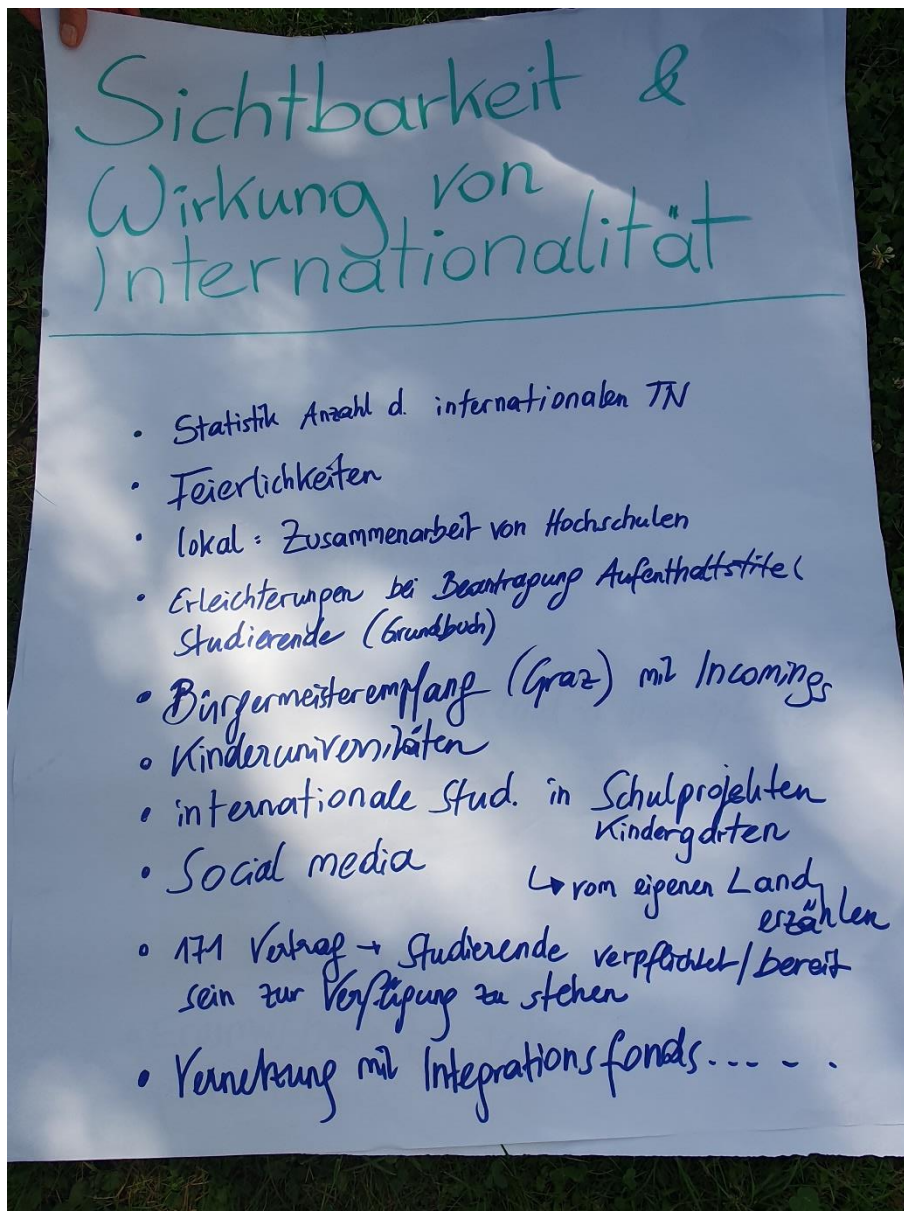 Sichtbarkeit &
Wirkung von
Internationalität
• Statistik Anzahl d. internationalen TN
• Feierlichkeiten
• lokal: Zusammenarbeit von Hochschulen
• Erleichterungen bei Beantragung Aufenthaltstitel
Studierende (Grundbuch)
• Bürgermeisterempfang (Graz) mit Incomings
• Kinderuniversitäten
• internationale Stud. in Schulprojekten
Kindergärten
• Social media
↳ vom eigenen Land
erzählen
• 171 Vertrag → Studierende verpflichtet/bereit
sein zur Verfügung zu stehen
• Vernetzung mit Integrationsfonds.....